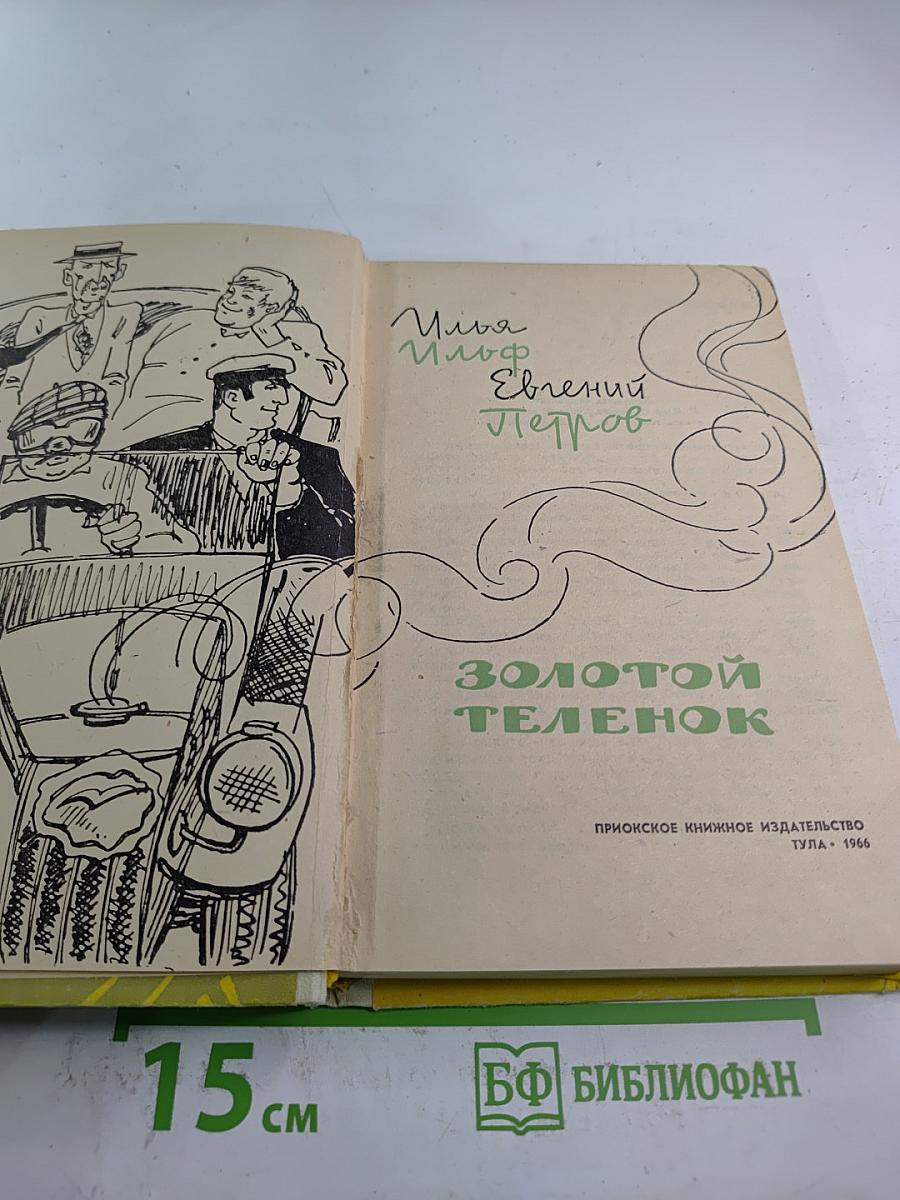 Илья
Ильф
Евгений
Петров
ЗОЛОТОЙ
ТЕЛЕНОК
ПРИОКСКОЕ КНИЖНОЕ ИЗДАТЕЛЬСТВО
ТУЛА • 1966
15 см
БФ БИБЛИОФАН